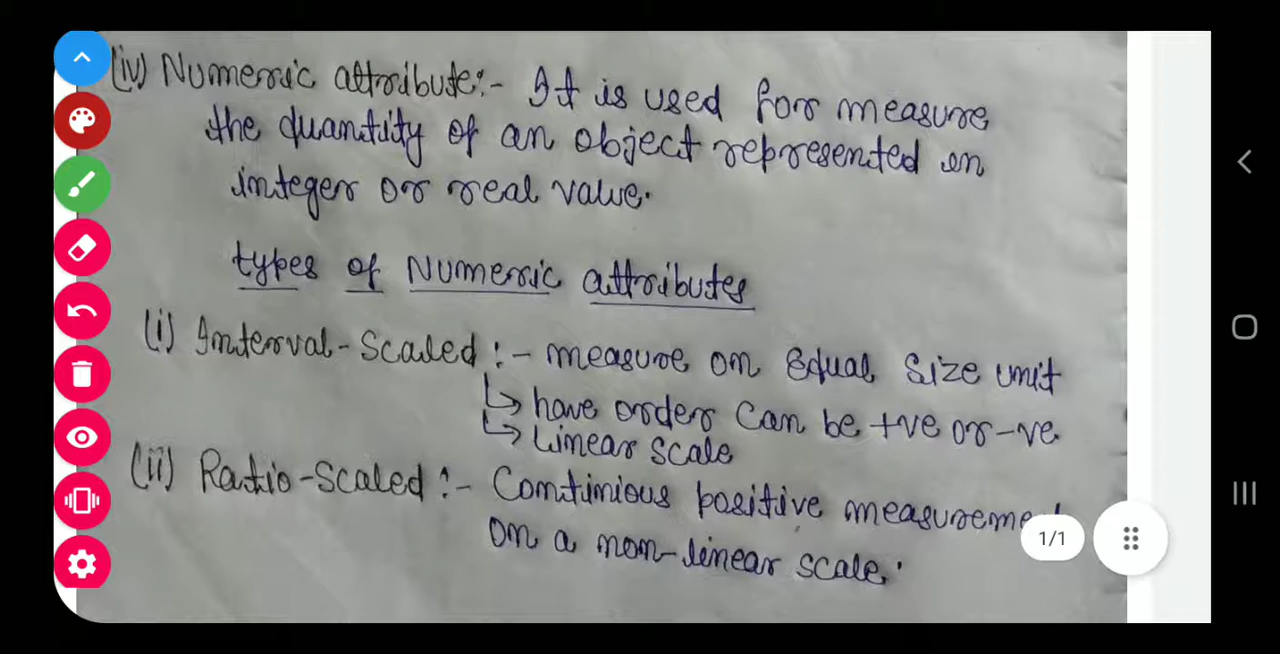 (iv) Numeric attribute:- It is used for measure
the quantity of an object represented in
integer or real value.
types of Numeric attributes
(i) Interval-Scaled :- measure on Equal Size unit
↳ have order can be +ve or -ve
↳ Linear scale
(ii) Ratio-Scaled :- Continious positive measuremen
on a non-linear scale.
1/1